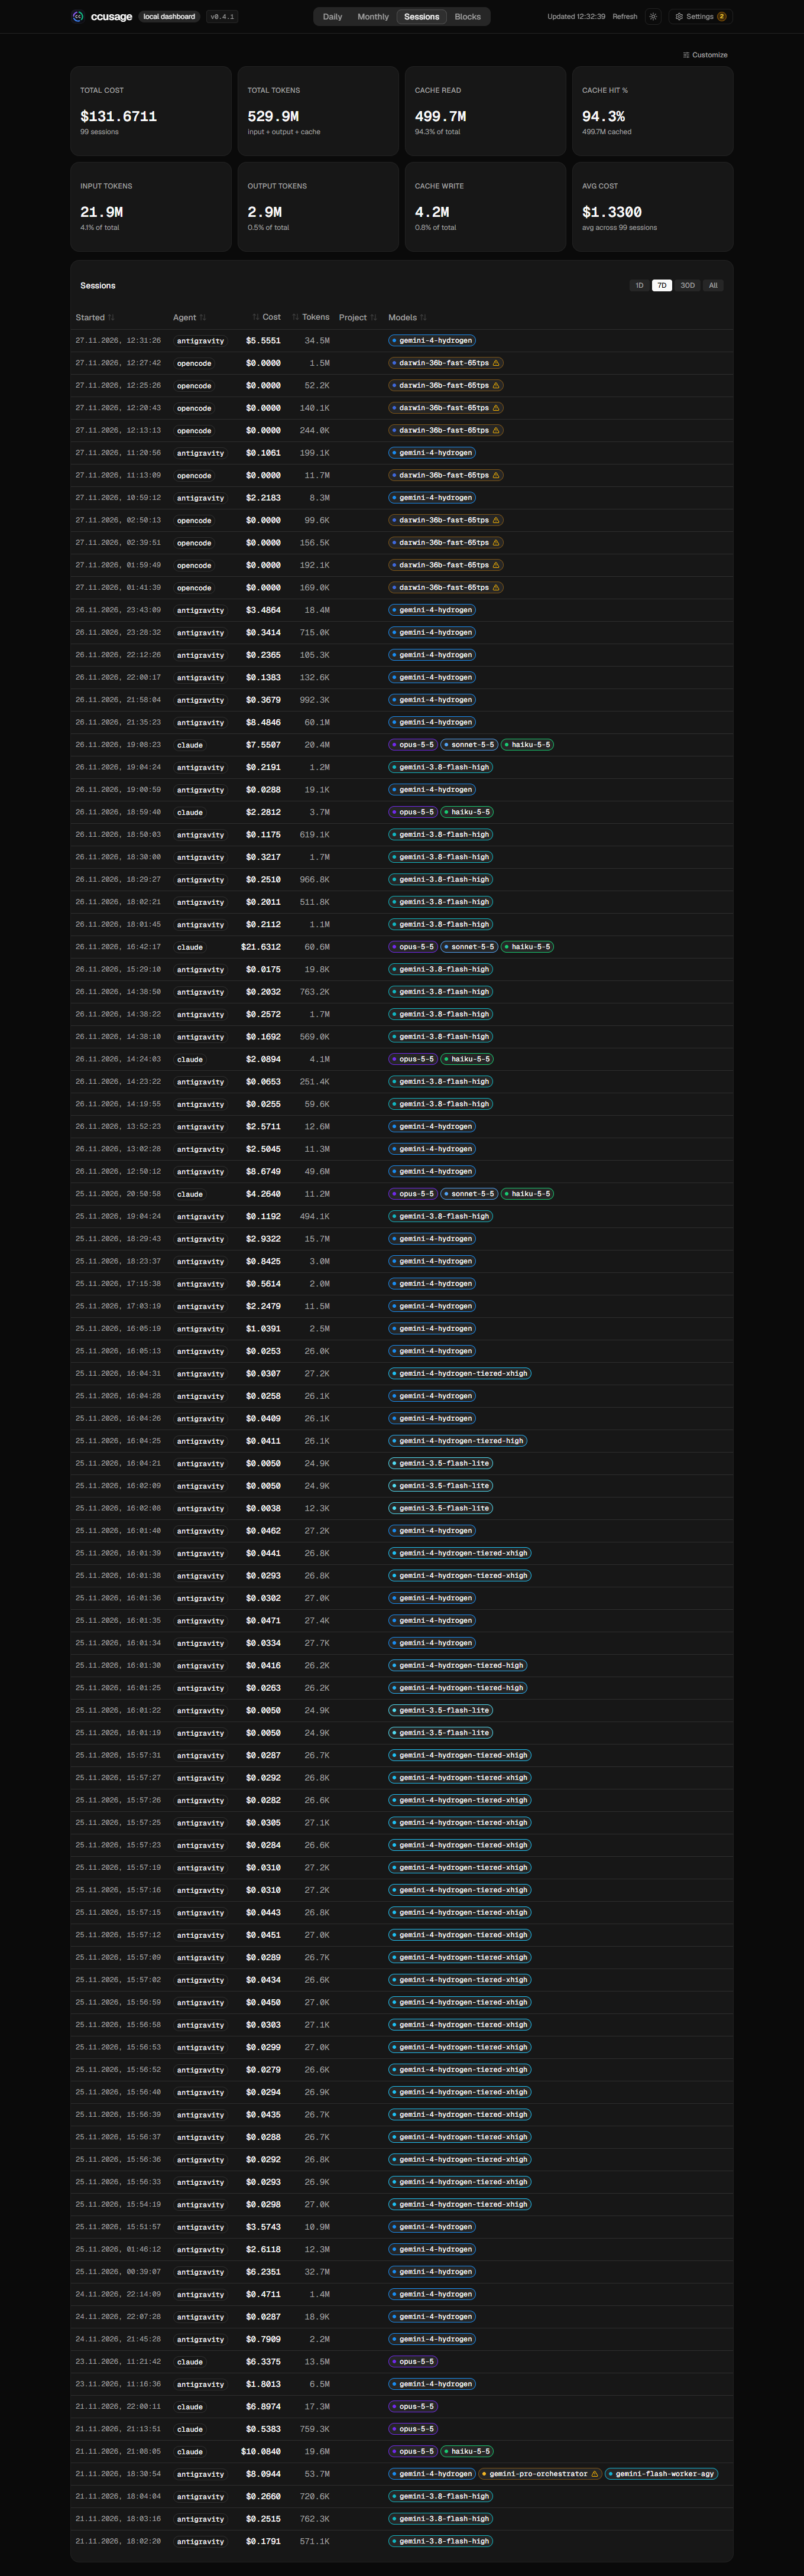 ccusage local dashboard v0.4.1 Daily Monthly Sessions Blocks Updated 12:32:39 Refresh Settings 2
Customize
TOTAL COST TOTAL TOKENS CACHE READ CACHE HIT %
$131.6711 529.9M 499.7M 94.3%
99 sessions input + output + cache 94.3% of total 499.7M cached
INPUT TOKENS OUTPUT TOKENS CACHE WRITE AVG COST
21.9M 2.9M 4.2M $1.3300
4.1% of total 0.5% of total 0.8% of total avg across 99 sessions
Sessions 1D 7D 30D All
Started Agent Cost Tokens Project Models
27.11.2026, 12:31:26 antigravity $5.5551 34.5M gemini-4-hydrogen
27.11.2026, 12:27:42 opencode $0.0000 1.5M darwin-36b-fast-65tps
27.11.2026, 12:25:26 opencode $0.0000 52.2K darwin-36b-fast-65tps
27.11.2026, 12:20:43 opencode $0.0000 140.1K darwin-36b-fast-65tps
27.11.2026, 12:13:13 opencode $0.0000 244.0K darwin-36b-fast-65tps
27.11.2026, 11:20:56 antigravity $0.1061 199.1K gemini-4-hydrogen
27.11.2026, 11:13:09 opencode $0.0000 11.7M darwin-36b-fast-65tps
27.11.2026, 10:59:12 antigravity $2.2183 8.3M gemini-4-hydrogen
27.11.2026, 02:50:13 opencode $0.0000 99.6K darwin-36b-fast-65tps
27.11.2026, 02:39:51 opencode $0.0000 156.5K darwin-36b-fast-65tps
27.11.2026, 01:59:49 opencode $0.0000 192.1K darwin-36b-fast-65tps
27.11.2026, 01:41:39 opencode $0.0000 169.0K darwin-36b-fast-65tps
26.11.2026, 23:43:09 antigravity $3.4864 18.4M gemini-4-hydrogen
26.11.2026, 23:28:32 antigravity $0.3414 715.0K gemini-4-hydrogen
26.11.2026, 22:12:26 antigravity $0.2365 105.3K gemini-4-hydrogen
26.11.2026, 22:00:17 antigravity $0.1383 132.6K gemini-4-hydrogen
26.11.2026, 21:58:04 antigravity $0.3679 992.3K gemini-4-hydrogen
26.11.2026, 21:35:23 antigravity $8.4846 60.1M gemini-4-hydrogen
26.11.2026, 19:08:23 claude $7.5507 20.4M opus-5-5 sonnet-5-5 haiku-5-5
26.11.2026, 19:04:24 antigravity $0.2191 1.2M gemini-3.8-flash-high
26.11.2026, 19:00:59 antigravity $0.0288 19.1K gemini-4-hydrogen
26.11.2026, 18:59:40 claude $2.2812 3.7M opus-5-5 haiku-5-5
26.11.2026, 18:50:03 antigravity $0.1175 619.1K gemini-3.8-flash-high
26.11.2026, 18:30:00 antigravity $0.3217 1.7M gemini-3.8-flash-high
26.11.2026, 18:29:27 antigravity $0.2510 966.8K gemini-3.8-flash-high
26.11.2026, 18:02:21 antigravity $0.2011 511.8K gemini-3.8-flash-high
26.11.2026, 18:01:45 antigravity $0.2112 1.1M gemini-3.8-flash-high
26.11.2026, 16:42:17 claude $21.6312 60.6M opus-5-5 sonnet-5-5 haiku-5-5
26.11.2026, 15:29:10 antigravity $0.0175 19.8K gemini-3.8-flash-high
26.11.2026, 14:38:50 antigravity $0.2032 763.2K gemini-3.8-flash-high
26.11.2026, 14:38:22 antigravity $0.2572 1.7M gemini-3.8-flash-high
26.11.2026, 14:38:10 antigravity $0.1692 569.0K gemini-3.8-flash-high
26.11.2026, 14:24:03 claude $2.0894 4.1M opus-5-5 haiku-5-5
26.11.2026, 14:23:22 antigravity $0.0653 251.4K gemini-3.8-flash-high
26.11.2026, 14:19:55 antigravity $0.0255 59.6K gemini-3.8-flash-high
26.11.2026, 13:52:23 antigravity $2.5711 12.6M gemini-4-hydrogen
26.11.2026, 13:02:28 antigravity $2.5045 11.3M gemini-4-hydrogen
26.11.2026, 12:50:12 antigravity $8.6749 49.6M gemini-4-hydrogen
25.11.2026, 20:50:58 claude $4.2640 11.2M opus-5-5 sonnet-5-5 haiku-5-5
25.11.2026, 19:04:24 antigravity $0.1192 494.1K gemini-3.8-flash-high
25.11.2026, 18:29:43 antigravity $2.9322 15.7M gemini-4-hydrogen
25.11.2026, 18:23:37 antigravity $0.8425 3.0M gemini-4-hydrogen
25.11.2026, 17:15:38 antigravity $0.5614 2.0M gemini-4-hydrogen
25.11.2026, 17:03:19 antigravity $2.2479 11.5M gemini-4-hydrogen
25.11.2026, 16:05:19 antigravity $1.0391 2.5M gemini-4-hydrogen
25.11.2026, 16:05:13 antigravity $0.0253 26.0K gemini-4-hydrogen
25.11.2026, 16:04:31 antigravity $0.0307 27.2K gemini-4-hydrogen-tiered-xhigh
25.11.2026, 16:04:28 antigravity $0.0258 26.1K gemini-4-hydrogen
25.11.2026, 16:04:26 antigravity $0.0409 26.1K gemini-4-hydrogen
25.11.2026, 16:04:25 antigravity $0.0411 26.1K gemini-4-hydrogen-tiered-high
25.11.2026, 16:04:21 antigravity $0.0050 24.9K gemini-3.5-flash-lite
25.11.2026, 16:02:09 antigravity $0.0050 24.9K gemini-3.5-flash-lite
25.11.2026, 16:02:08 antigravity $0.0038 12.3K gemini-3.5-flash-lite
25.11.2026, 16:01:40 antigravity $0.0462 27.2K gemini-4-hydrogen
25.11.2026, 16:01:39 antigravity $0.0441 26.8K gemini-4-hydrogen-tiered-xhigh
25.11.2026, 16:01:38 antigravity $0.0293 26.8K gemini-4-hydrogen-tiered-xhigh
25.11.2026, 16:01:36 antigravity $0.0302 27.0K gemini-4-hydrogen
25.11.2026, 16:01:35 antigravity $0.0471 27.4K gemini-4-hydrogen
25.11.2026, 16:01:34 antigravity $0.0334 27.7K gemini-4-hydrogen
25.11.2026, 16:01:30 antigravity $0.0416 26.2K gemini-4-hydrogen-tiered-high
25.11.2026, 16:01:25 antigravity $0.0263 26.2K gemini-4-hydrogen-tiered-high
25.11.2026, 16:01:22 antigravity $0.0050 24.9K gemini-3.5-flash-lite
25.11.2026, 16:01:19 antigravity $0.0050 24.9K gemini-3.5-flash-lite
25.11.2026, 15:57:31 antigravity $0.0287 26.7K gemini-4-hydrogen-tiered-xhigh
25.11.2026, 15:57:27 antigravity $0.0292 26.8K gemini-4-hydrogen-tiered-xhigh
25.11.2026, 15:57:26 antigravity $0.0282 26.6K gemini-4-hydrogen-tiered-xhigh
25.11.2026, 15:57:25 antigravity $0.0305 27.1K gemini-4-hydrogen-tiered-xhigh
25.11.2026, 15:57:23 antigravity $0.0284 26.6K gemini-4-hydrogen-tiered-xhigh
25.11.2026, 15:57:19 antigravity $0.0310 27.2K gemini-4-hydrogen-tiered-xhigh
25.11.2026, 15:57:16 antigravity $0.0310 27.2K gemini-4-hydrogen-tiered-xhigh
25.11.2026, 15:57:15 antigravity $0.0443 26.8K gemini-4-hydrogen-tiered-xhigh
25.11.2026, 15:57:12 antigravity $0.0451 27.0K gemini-4-hydrogen-tiered-xhigh
25.11.2026, 15:57:09 antigravity $0.0289 26.7K gemini-4-hydrogen-tiered-xhigh
25.11.2026, 15:57:02 antigravity $0.0434 26.6K gemini-4-hydrogen-tiered-xhigh
25.11.2026, 15:56:59 antigravity $0.0450 27.0K gemini-4-hydrogen-tiered-xhigh
25.11.2026, 15:56:58 antigravity $0.0303 27.1K gemini-4-hydrogen-tiered-xhigh
25.11.2026, 15:56:53 antigravity $0.0299 27.0K gemini-4-hydrogen-tiered-xhigh
25.11.2026, 15:56:52 antigravity $0.0279 26.6K gemini-4-hydrogen-tiered-xhigh
25.11.2026, 15:56:40 antigravity $0.0294 26.9K gemini-4-hydrogen-tiered-xhigh
25.11.2026, 15:56:39 antigravity $0.0435 26.7K gemini-4-hydrogen-tiered-xhigh
25.11.2026, 15:56:37 antigravity $0.0288 26.7K gemini-4-hydrogen-tiered-xhigh
25.11.2026, 15:56:36 antigravity $0.0292 26.8K gemini-4-hydrogen-tiered-xhigh
25.11.2026, 15:56:33 antigravity $0.0293 26.9K gemini-4-hydrogen-tiered-xhigh
25.11.2026, 15:54:19 antigravity $0.0298 27.0K gemini-4-hydrogen-tiered-xhigh
25.11.2026, 15:51:57 antigravity $3.5743 10.9M gemini-4-hydrogen
25.11.2026, 01:46:12 antigravity $2.6118 12.3M gemini-4-hydrogen
25.11.2026, 00:39:07 antigravity $6.2351 32.7M gemini-4-hydrogen
24.11.2026, 22:14:09 antigravity $0.4711 1.4M gemini-4-hydrogen
24.11.2026, 22:07:28 antigravity $0.0287 18.9K gemini-4-hydrogen
24.11.2026, 21:45:28 antigravity $0.7909 2.2M gemini-4-hydrogen
23.11.2026, 11:21:42 claude $6.3375 13.5M opus-5-5
23.11.2026, 11:16:36 antigravity $1.8013 6.5M gemini-4-hydrogen
21.11.2026, 22:00:11 claude $6.8974 17.3M opus-5-5
21.11.2026, 21:13:51 claude $0.5383 759.3K opus-5-5
21.11.2026, 21:08:05 claude $10.0840 19.6M opus-5-5 haiku-5-5
21.11.2026, 18:30:54 antigravity $8.0944 53.7M gemini-4-hydrogen gemini-pro-orchestrator gemini-flash-worker-agy
21.11.2026, 18:04:04 antigravity $0.2660 720.6K gemini-3.8-flash-high
21.11.2026, 18:03:16 antigravity $0.2515 762.3K gemini-3.8-flash-high
21.11.2026, 18:02:20 antigravity $0.1791 571.1K gemini-3.8-flash-high